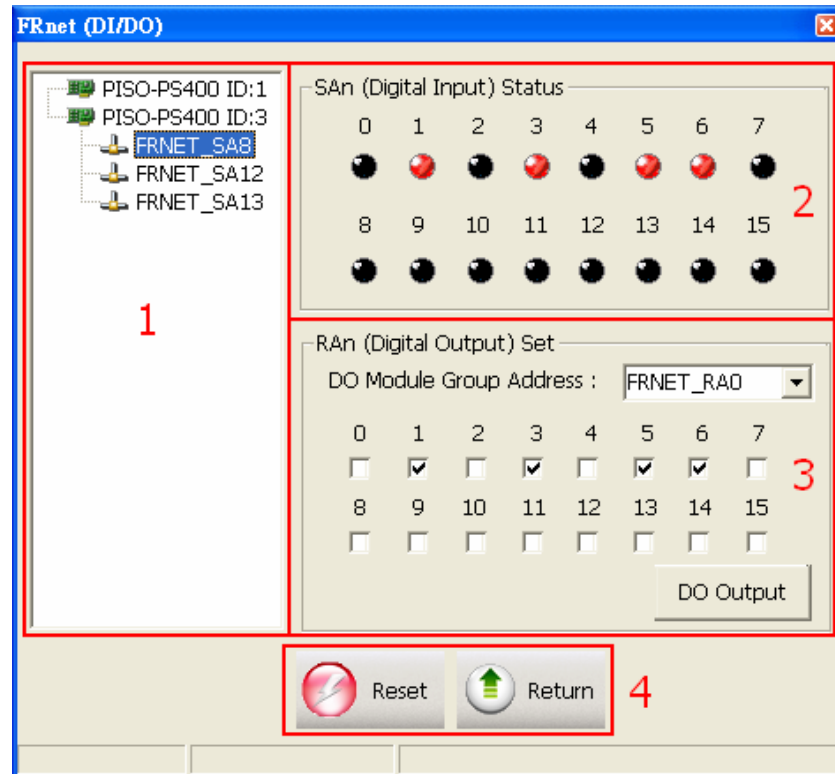 FRnet (DI/DO)
PISO-PS400 ID:1
PISO-PS400 ID:3
FRNET_SA8
FRNET_SA12
FRNET_SA13
1
SAn (Digital Input) Status
0 1 2 3 4 5 6 7
8 9 10 11 12 13 14 15
2
RAn (Digital Output) Set
DO Module Group Address : FRNET_RA0
0 1 2 3 4 5 6 7
8 9 10 11 12 13 14 15
3
DO Output
Reset Return 4